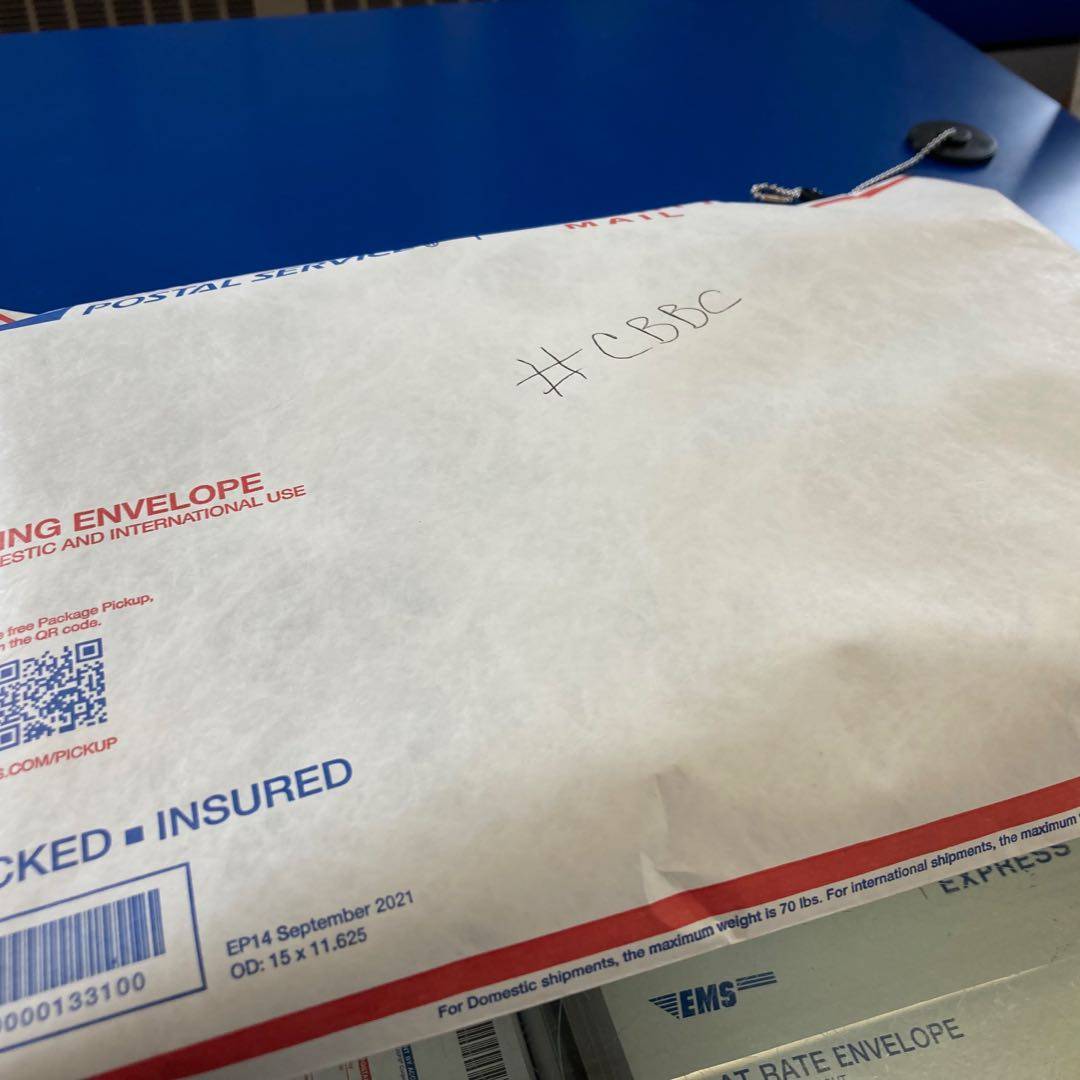 POSTAL SERVICE
MAIL
#CBBC
ING ENVELOPE
ESTIC AND INTERNATIONAL USE
free Package Pickup,
the QR code.
S.COM/PICKUP
CKED ■ INSURED
0000133100
EP14 September 2021
OD: 15 x 11.625
For Domestic shipments, the maximum weight is 70 lbs. For international shipments, the maximum
EXPRESS
EMS
AT RATE ENVELOPE